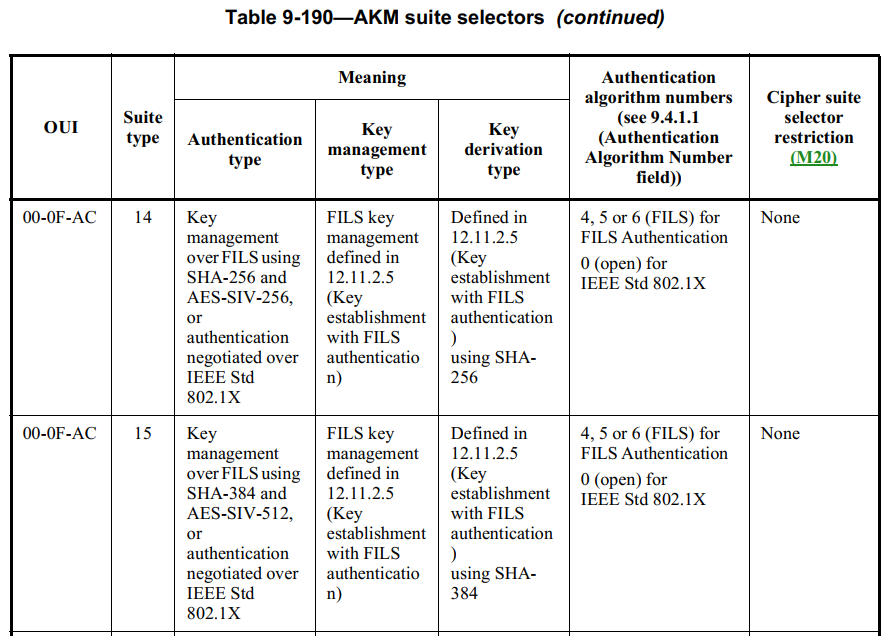 Table 9-190—AKM suite selectors (continued)
OUI
Suite
type
Meaning
Authentication
type
Key
management
type
Key
derivation
type
Authentication
algorithm numbers
(see 9.4.1.1
(Authentication
Algorithm Number
field))
Cipher suite
selector
restriction
(M20)
00-0F-AC
14
Key
management
over FILS using
SHA-256 and
AES-SIV-256,
or
authentication
negotiated over
IEEE Std
802.1X
FILS key
management
defined in
12.11.2.5
(Key
establishment
with FILS
authenticatio
n)
Defined in
12.11.2.5
(Key
establishment
with FILS
authentication
)
using SHA-
256
4, 5 or 6 (FILS) for
FILS Authentication
0 (open) for
IEEE Std 802.1X
None
00-0F-AC
15
Key
management
over FILS using
SHA-384 and
AES-SIV-512,
or
authentication
negotiated over
IEEE Std
802.1X
FILS key
management
defined in
12.11.2.5
(Key
establishment
with FILS
authenticatio
n)
Defined in
12.11.2.5
(Key
establishment
with FILS
authentication
)
using SHA-
384
4, 5 or 6 (FILS) for
FILS Authentication
0 (open) for
IEEE Std 802.1X
None